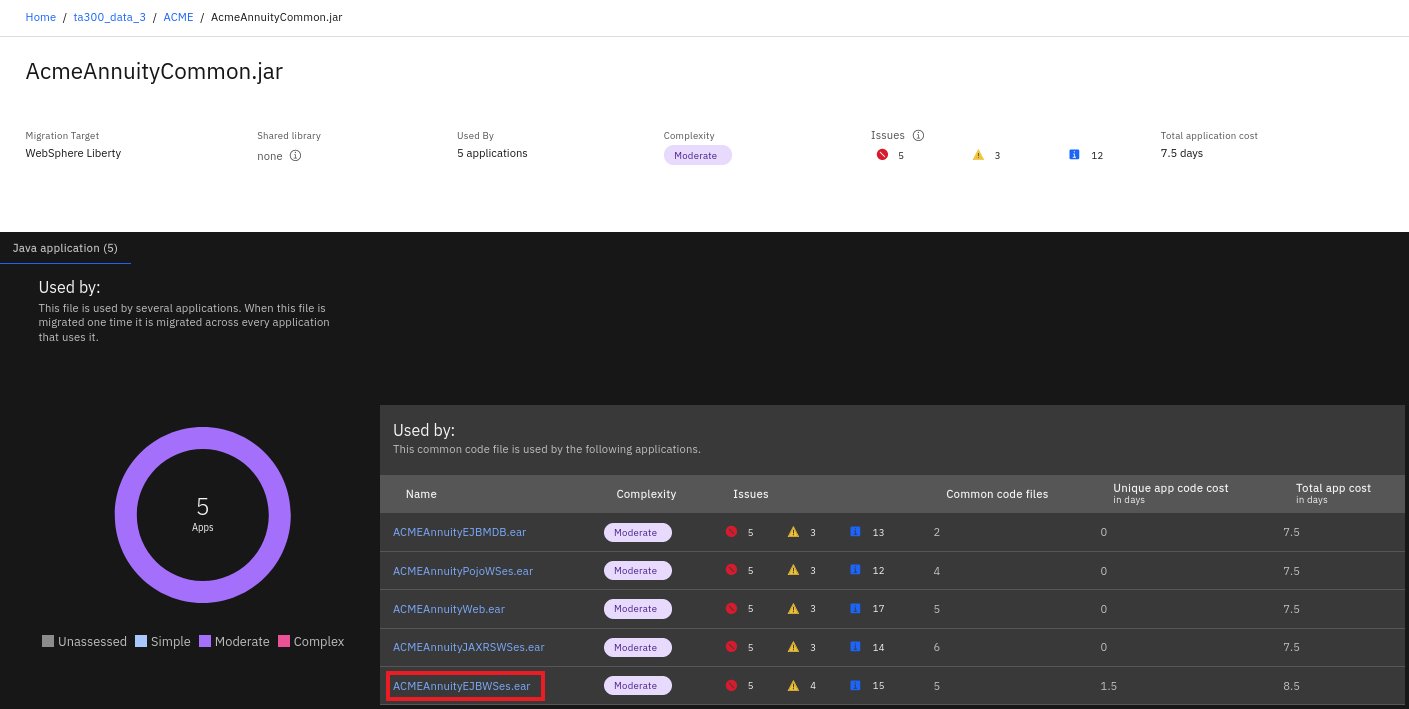 Home / ta300_data_3 / ACME / AcmeAnnuityCommon.jar
AcmeAnnuityCommon.jar
Migration Target Shared library Used By Complexity Issues Total application cost
WebSphere Liberty none 5 applications Moderate 5 3 12 7.5 days
Java application (5)
Used by:
This file is used by several applications. When this file is
migrated one time it is migrated across every application
that uses it.
5
Apps
Unassessed Simple Moderate Complex
Used by:
This common code file is used by the following applications.
Name Complexity Issues Common code files Unique app code cost in days Total app cost in days
ACMEAnnuityEJBMDB.ear Moderate 5 3 13 2 0 7.5
ACMEAnnuityPojoWSes.ear Moderate 5 3 12 4 0 7.5
ACMEAnnuityWeb.ear Moderate 5 3 17 5 0 7.5
ACMEAnnuityJAXRSWSes.ear Moderate 5 3 14 6 0 7.5
ACMEAnnuityEJBWSes.ear Moderate 5 4 15 5 1.5 8.5